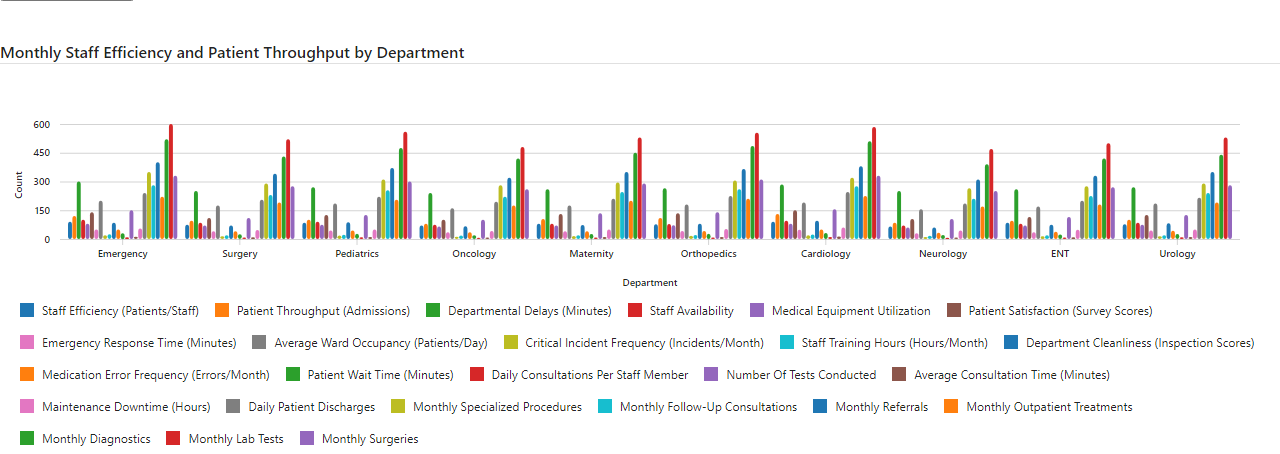 Monthly Staff Efficiency and Patient Throughput by Department
600
450
300
150
0
Count
Emergency Surgery Pediatrics Oncology Maternity Orthopedics Cardiology Neurology ENT Urology
Department
Staff Efficiency (Patients/Staff) Patient Throughput (Admissions) Departmental Delays (Minutes) Staff Availability Medical Equipment Utilization Patient Satisfaction (Survey Scores)
Emergency Response Time (Minutes) Average Ward Occupancy (Patients/Day) Critical Incident Frequency (Incidents/Month) Staff Training Hours (Hours/Month) Department Cleanliness (Inspection Scores)
Medication Error Frequency (Errors/Month) Patient Wait Time (Minutes) Daily Consultations Per Staff Member Number Of Tests Conducted Average Consultation Time (Minutes)
Maintenance Downtime (Hours) Daily Patient Discharges Monthly Specialized Procedures Monthly Follow-Up Consultations Monthly Referrals Monthly Outpatient Treatments
Monthly Diagnostics Monthly Lab Tests Monthly Surgeries